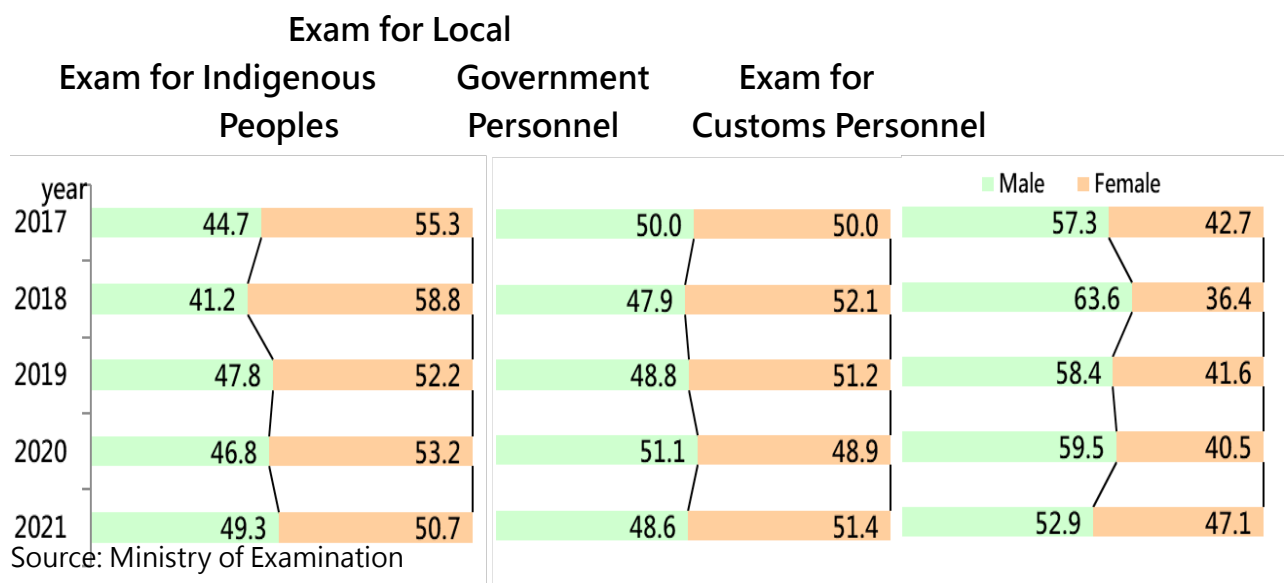 Exam for Local
Exam for Indigenous Government Exam for
Peoples Personnel Customs Personnel
year Male Female
2017 44.7 55.3 50.0 50.0 57.3 42.7
2018 41.2 58.8 47.9 52.1 63.6 36.4
2019 47.8 52.2 48.8 51.2 58.4 41.6
2020 46.8 53.2 51.1 48.9 59.5 40.5
2021 49.3 50.7 48.6 51.4 52.9 47.1
Source: Ministry of Examination